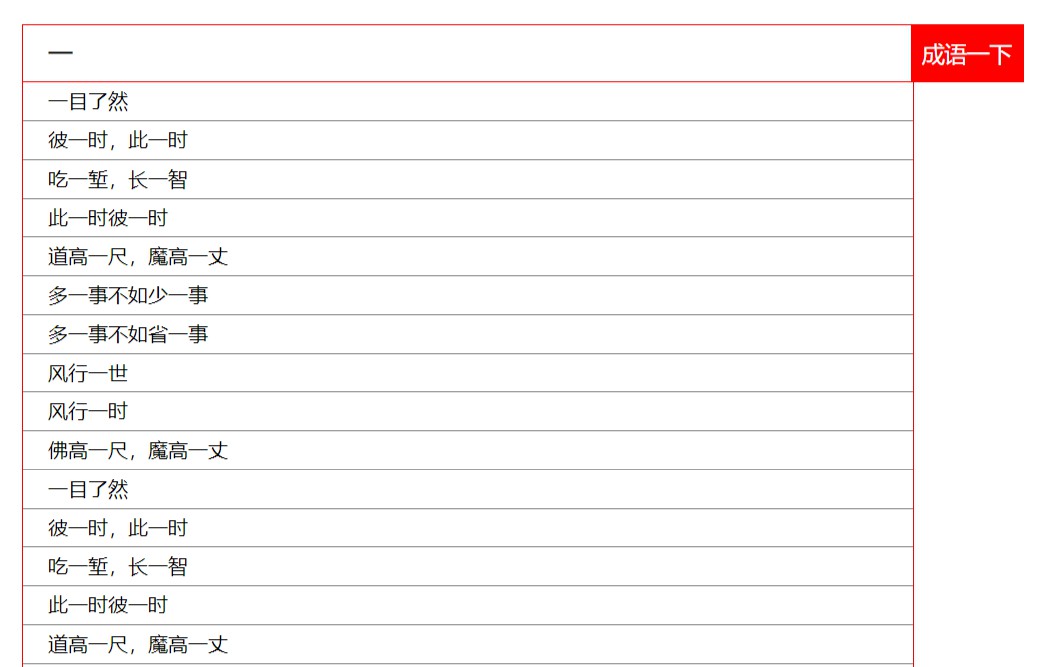 一
成语一下
一目了然
彼一时，此一时
吃一堑，长一智
此一时彼一时
道高一尺，魔高一丈
多一事不如少一事
多一事不如省一事
风行一世
风行一时
佛高一尺，魔高一丈
一目了然
彼一时，此一时
吃一堑，长一智
此一时彼一时
道高一尺，魔高一丈